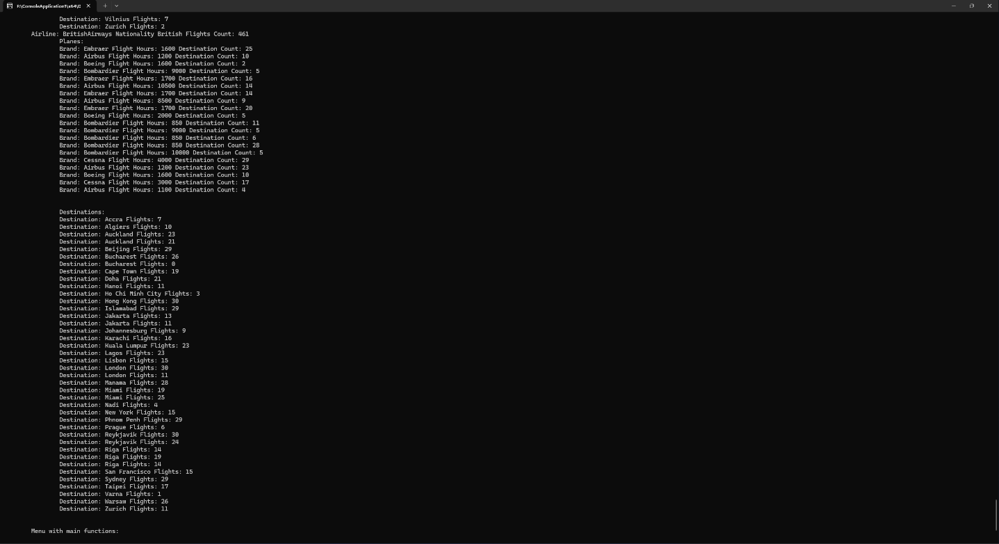 F:\ConsoleApplication1\x64\D
Destination: Vilnius Flights: 7
Destination: Zurich Flights: 2
Airline: BritishAirways Nationality British Flights Count: 461
Planes:
Brand: Embraer Flight Hours: 1600 Destination Count: 25
Brand: Airbus Flight Hours: 1200 Destination Count: 10
Brand: Boeing Flight Hours: 1600 Destination Count: 2
Brand: Bombardier Flight Hours: 9000 Destination Count: 5
Brand: Embraer Flight Hours: 1700 Destination Count: 16
Brand: Airbus Flight Hours: 10500 Destination Count: 14
Brand: Embraer Flight Hours: 1700 Destination Count: 14
Brand: Airbus Flight Hours: 8500 Destination Count: 9
Brand: Embraer Flight Hours: 1700 Destination Count: 20
Brand: Boeing Flight Hours: 2000 Destination Count: 5
Brand: Bombardier Flight Hours: 850 Destination Count: 11
Brand: Bombardier Flight Hours: 9000 Destination Count: 5
Brand: Bombardier Flight Hours: 850 Destination Count: 6
Brand: Bombardier Flight Hours: 850 Destination Count: 28
Brand: Bombardier Flight Hours: 10000 Destination Count: 5
Brand: Cessna Flight Hours: 4000 Destination Count: 29
Brand: Airbus Flight Hours: 1200 Destination Count: 23
Brand: Boeing Flight Hours: 1600 Destination Count: 10
Brand: Cessna Flight Hours: 3000 Destination Count: 17
Brand: Airbus Flight Hours: 1100 Destination Count: 4
Destinations:
Destination: Accra Flights: 7
Destination: Algiers Flights: 10
Destination: Auckland Flights: 23
Destination: Auckland Flights: 21
Destination: Beijing Flights: 29
Destination: Bucharest Flights: 26
Destination: Bucharest Flights: 0
Destination: Cape Town Flights: 19
Destination: Doha Flights: 21
Destination: Hanoi Flights: 11
Destination: Ho Chi Minh City Flights: 3
Destination: Hong Kong Flights: 30
Destination: Islamabad Flights: 29
Destination: Jakarta Flights: 13
Destination: Jakarta Flights: 11
Destination: Johannesburg Flights: 9
Destination: Karachi Flights: 16
Destination: Kuala Lumpur Flights: 23
Destination: Lagos Flights: 23
Destination: Lisbon Flights: 15
Destination: London Flights: 30
Destination: London Flights: 11
Destination: Manama Flights: 28
Destination: Miami Flights: 19
Destination: Miami Flights: 25
Destination: Nadi Flights: 4
Destination: New York Flights: 15
Destination: Phnom Penh Flights: 29
Destination: Prague Flights: 6
Destination: Reykjavik Flights: 30
Destination: Reykjavik Flights: 24
Destination: Riga Flights: 14
Destination: Riga Flights: 19
Destination: Riga Flights: 14
Destination: San Francisco Flights: 15
Destination: Sydney Flights: 29
Destination: Taipei Flights: 17
Destination: Varna Flights: 1
Destination: Warsaw Flights: 26
Destination: Zurich Flights: 11
Menu with main functions: